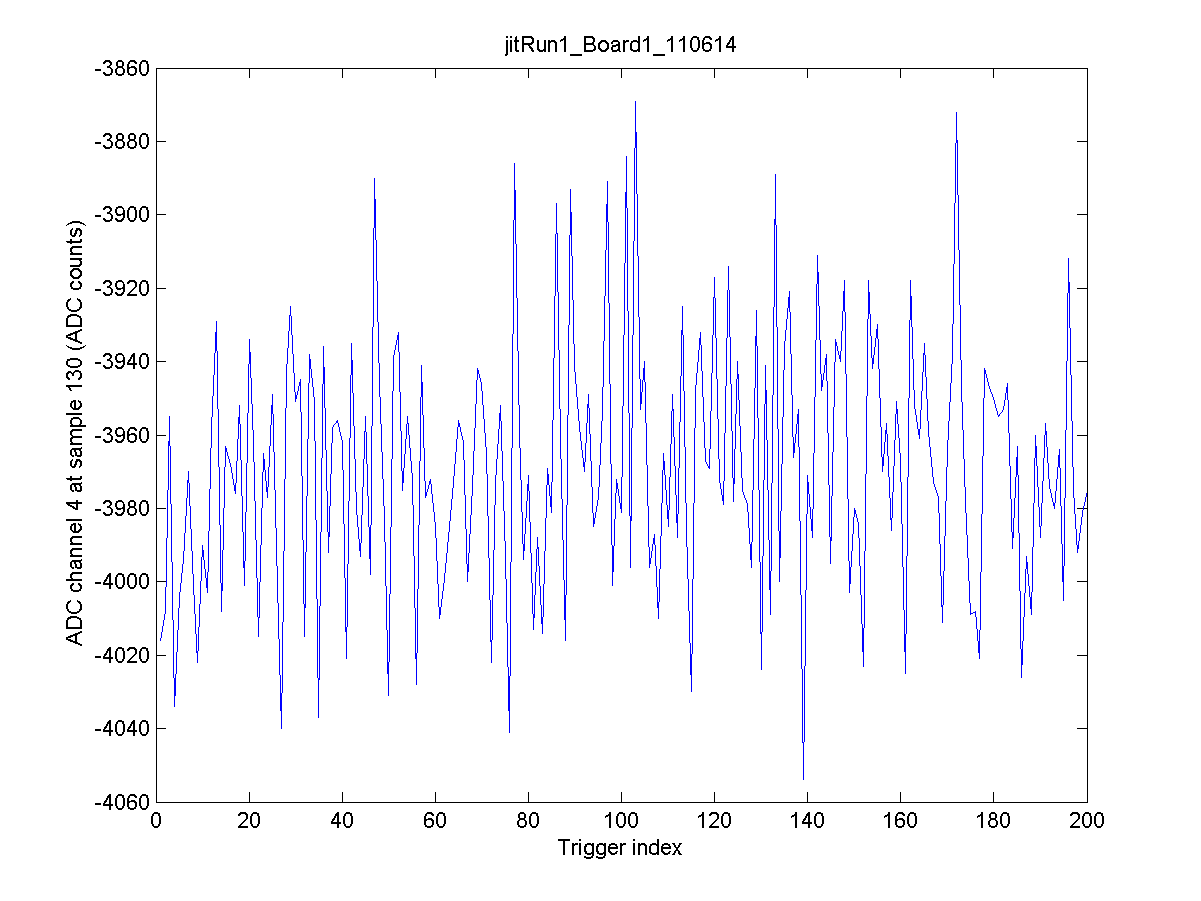 jitRun1_Board1_110614
-3860
-3880
-3900
-3920
-3940
-3960
-3980
-4000
-4020
-4040
-4060
ADC channel 4 at sample 130 (ADC counts)
0 20 40 60 80 100 120 140 160 180 200
Trigger index